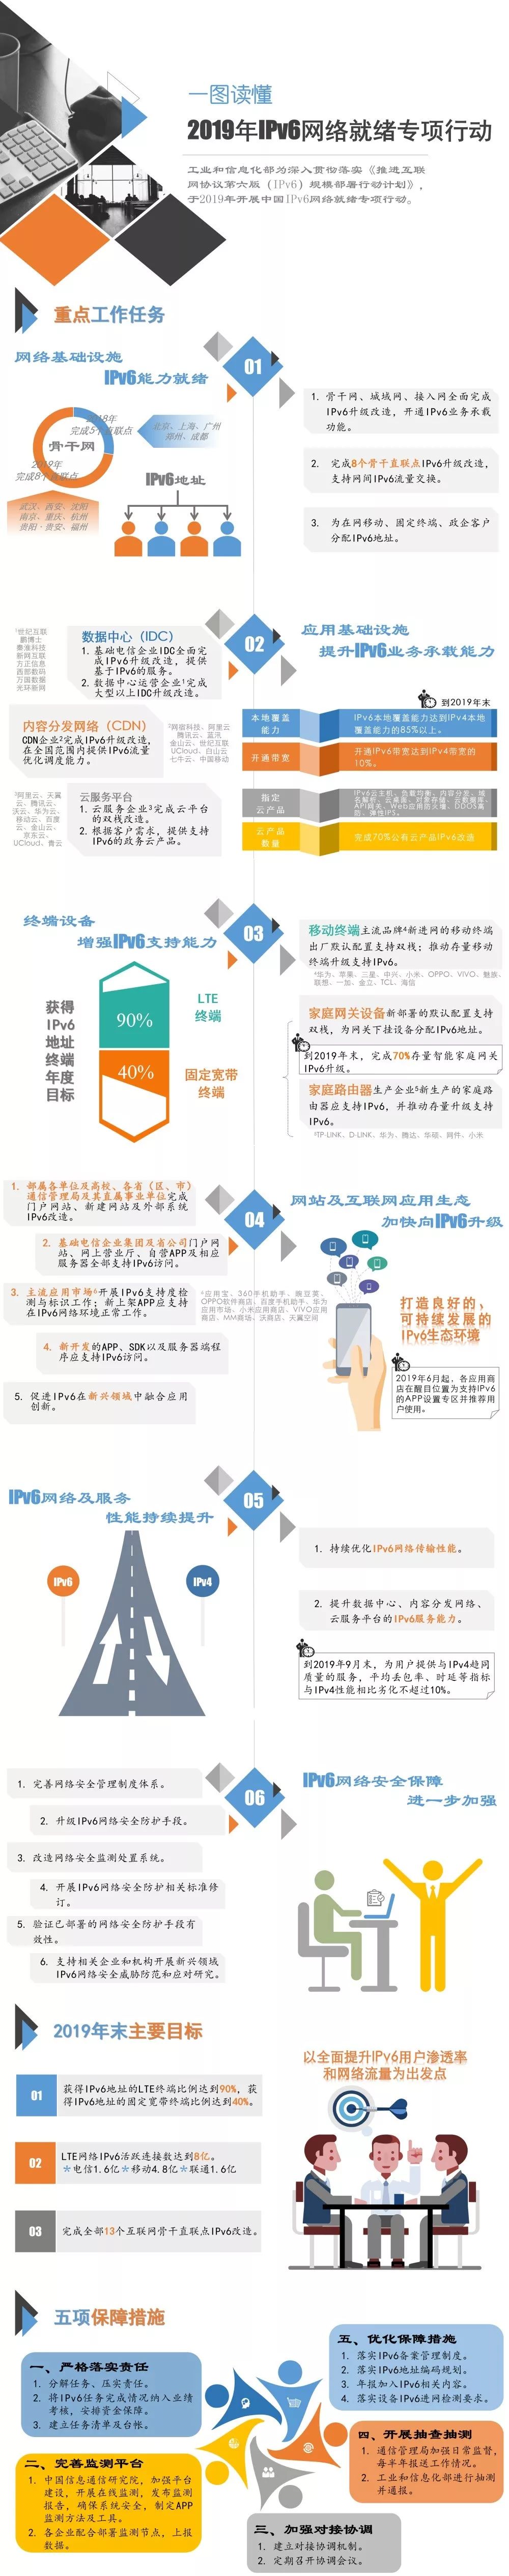 一图读懂
2019年IPv6网络就绪专项行动
工业和信息化部为深入贯彻落实《推进互联
网协议第六版（IPv6）规模部署行动计划》，
于2019年开展中国IPv6网络就绪专项行动。
重点工作任务
网络基础设施
IPv6能力就绪
01
2018年
完成5个直联点
骨干网
2019年
完成8个直联点
北京、上海、广州
郑州、成都
武汉、西安、沈阳
南京、重庆、杭州
贵阳·贵安、福州
IPv6地址
1. 骨干网、城域网、接入网全面完成
IPv6升级改造，开通IPv6业务承载
功能。
2. 完成8个骨干直联点IPv6升级改造，
支持网间IPv6流量交换。
3. 为在网移动、固定终端、政企客户
分配IPv6地址。
02
应用基础设施
提升IPv6业务承载能力
¹世纪互联
鹏博士
秦淮科技
新网互联
方正信息
西部数码
万国数据
光环新网
数据中心（IDC）
1. 基础电信企业IDC全面完
成IPv6升级改造，提供
基于IPv6的服务。
2. 数据中心运营企业¹完成
大型以上IDC升级改造。
内容分发网络（CDN）
CDN企业²完成IPv6升级改造，
在全国范围内提供IPv6流量
优化调度能力。
²网宿科技、阿里云
腾讯云、蓝汛
金山云、世纪互联
UCloud、白山云
七牛云、中国移动
³阿里云、天翼
云、腾讯云、
沃云、华为云、
移动云、百度
云、金山云、
京东云、
UCloud、青云
云服务平台
1. 云服务企业³完成云平台
的双栈改造。
2. 根据客户需求，提供支持
IPv6的政务云产品。
到2019年末
本地覆盖
能力
IPv6本地覆盖能力达到IPv4本地
覆盖能力的85%以上。
开通带宽
开通IPv6带宽达到IPv4带宽的
10%。
指定
云产品
IPv6云主机、负载均衡、内容分发、域
名解析、云桌面、对象存储、云数据库、
API网关、Web应用防火墙、DDOS高
防、弹性IPS。
云产品
数量
完成70%公有云产品IPv6改造
终端设备
增强IPv6支持能力
03
获得
IPv6
地址
终端
年度
目标
90%
LTE
终端
40%
固定宽带
终端
移动终端主流品牌⁴新进网的移动终端
出厂默认配置支持双栈；推动存量移动
终端升级支持IPv6。
⁴华为、苹果、三星、中兴、小米、OPPO、VIVO、魅族、
联想、一加、金立、TCL、海信
家庭网关设备新部署的默认配置支持
双栈，为网关下挂设备分配IPv6地址。
到2019年末，完成70%存量智能家庭网关
IPv6升级。
家庭路由器生产企业⁵新生产的家庭路
由器应支持IPv6，并推动存量升级支持
IPv6。
⁵TP-LINK、D-LINK、华为、腾达、华硕、网件、小米
04
网站及互联网应用生态
加快向IPv6升级
1. 部属各单位及高校、各省（区、市）
通信管理局及其直属事业单位完成
门户网站、新建网站及外部系统
IPv6改造。
2. 基础电信企业集团及省公司门户网
站、网上营业厅、自营APP及相应
服务器全部支持IPv6访问。
3. 主流应用市场⁶开展IPv6支持度检
测与标识工作；新上架APP应支持
在IPv6网络环境正常工作。
⁶应用宝、360手机助手、豌豆荚、
OPPO软件商店、百度手机助手、华为
应用市场、小米应用商店、VIVO应用
商店、MM商场、沃商店、天翼空间
4. 新开发的APP、SDK以及服务器端程
序应支持IPv6访问。
5. 促进IPv6在新兴领域中融合应用
创新。
打造良好的，
可持续发展的
IPv6生态环境
2019年6月起，各应用商
店在醒目位置为支持IPv6
的APP设置专区并推荐用
户使用。
IPv6网络及服务
性能持续提升
05
IPv6
IPv4
1. 持续优化IPv6网络传输性能。
2. 提升数据中心、内容分发网络、
云服务平台的IPv6服务能力。
到2019年9月末，为用户提供与IPv4趋同
质量的服务，平均丢包率、时延等指标
与IPv4性能相比劣化不超过10%。
06
IPv6网络安全保障
进一步加强
1. 完善网络安全管理制度体系。
2. 升级IPv6网络安全防护手段。
3. 改造网络安全监测处置系统。
4. 开展IPv6网络安全防护相关标准修
订。
5. 验证已部署的网络安全防护手段有
效性。
6. 支持相关企业和机构开展新兴领域
IPv6网络安全威胁防范和应对研究。
2019年末主要目标
01
获得IPv6地址的LTE终端比例达到90%，获
得IPv6地址的固定宽带终端比例达到40%。
02
LTE网络IPv6活跃连接数达到8亿。
＊电信1.6亿＊移动4.8亿＊联通1.6亿
03
完成全部13个互联网骨干直联点IPv6改造。
以全面提升IPv6用户渗透率
和网络流量为出发点
五项保障措施
一、严格落实责任
1. 分解任务、压实责任。
2. 将IPv6任务完成情况纳入业绩
考核，安排资金保障。
3. 建立任务清单及台帐。
二、完善监测平台
1. 中国信息通信研究院，加强平台
建设，开展在线监测，发布监测
报告，确保系统安全，制定APP
监测方法及工具。
2. 各企业配合部署监测节点，上报
数据。
三、加强对接协调
1. 建立对接协调机制。
2. 定期召开协调会议。
四、开展抽查抽测
1. 通信管理局加强日常监督，
每半年报送工作情况。
2. 工业和信息化部进行抽测
并通报。
五、优化保障措施
1. 落实IPv6备案管理制度。
2. 落实IPv6地址编码规划。
3. 年报加入IPv6相关内容。
4. 落实设备IPv6进网检测要求。